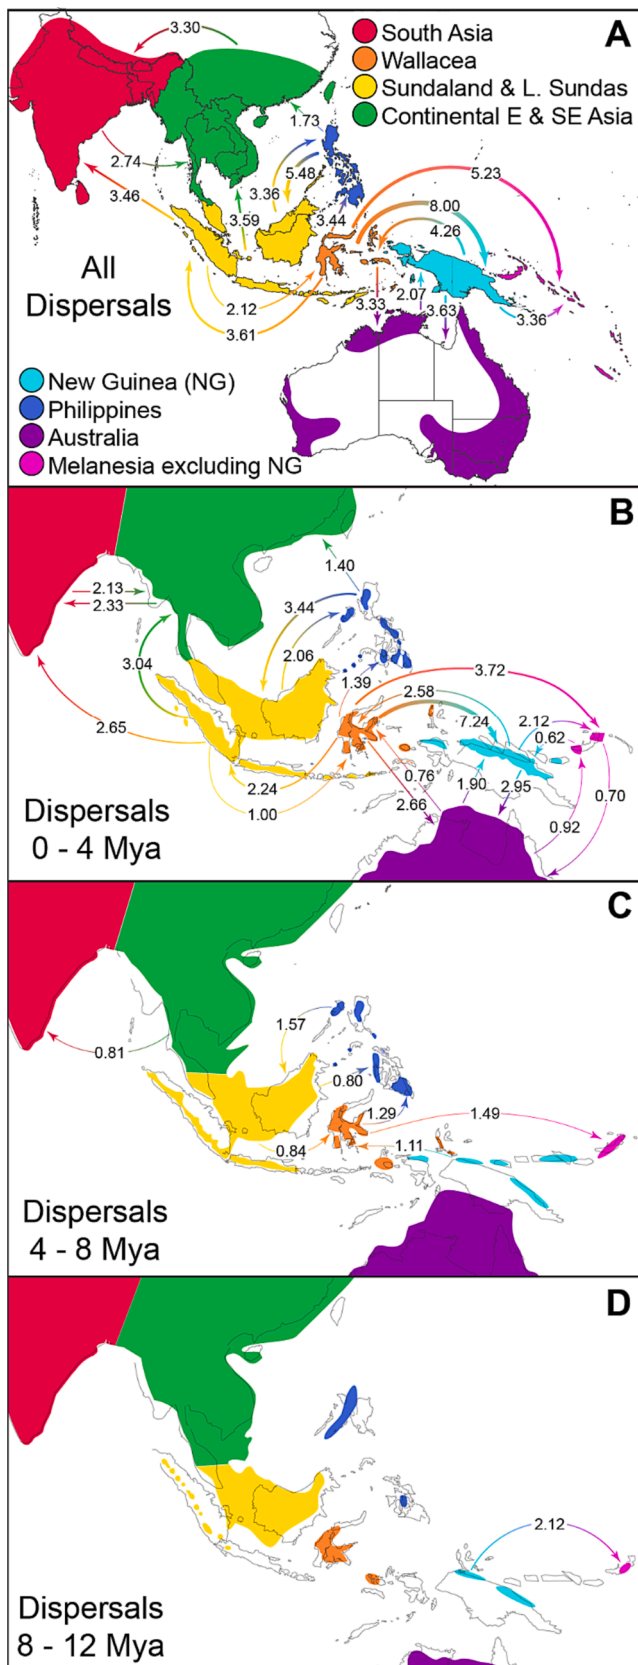 A
South Asia
Wallacea
Sundaland & L. Sundas
Continental E & SE Asia
3.30
1.73
2.74
3.46
3.36
5.48
3.59
3.44
5.23
8.00
4.26
2.12
3.61
3.33
2.07
3.63
3.36
All
Dispersals
New Guinea (NG)
Philippines
Australia
Melanesia excluding NG
B
1.40
2.13
2.33
3.44
2.06
3.04
1.39
3.72
2.58
7.24
2.12
0.62
2.65
2.24
1.00
0.76
2.66
1.90
2.95
0.92
0.70
Dispersals
0 - 4 Mya
C
1.57
0.81
0.80
1.29
1.49
0.84
1.11
Dispersals
4 - 8 Mya
D
2.12
Dispersals
8 - 12 Mya